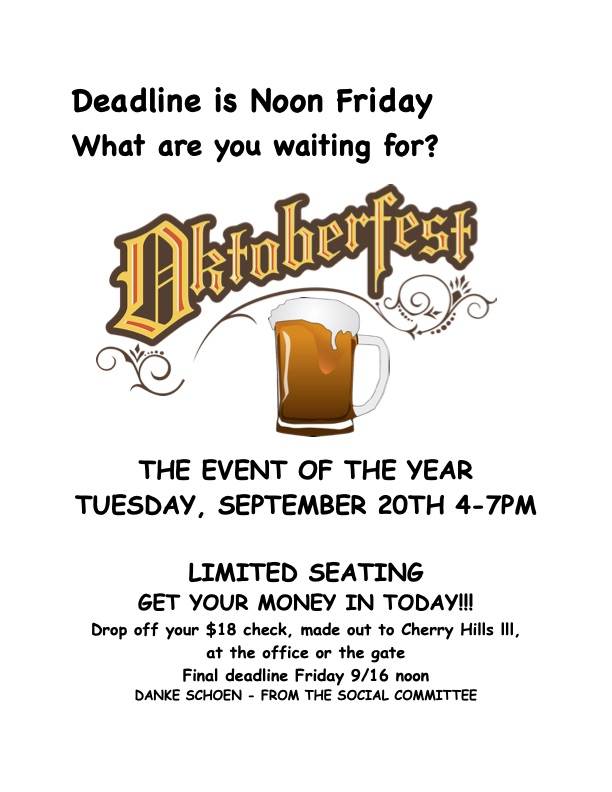 Deadline is Noon Friday
What are you waiting for?
Oktoberfest
THE EVENT OF THE YEAR
TUESDAY, SEPTEMBER 20TH 4-7PM
LIMITED SEATING
GET YOUR MONEY IN TODAY!!!
Drop off your $18 check, made out to Cherry Hills lll,
at the office or the gate
Final deadline Friday 9/16 noon
DANKE SCHOEN - FROM THE SOCIAL COMMITTEE